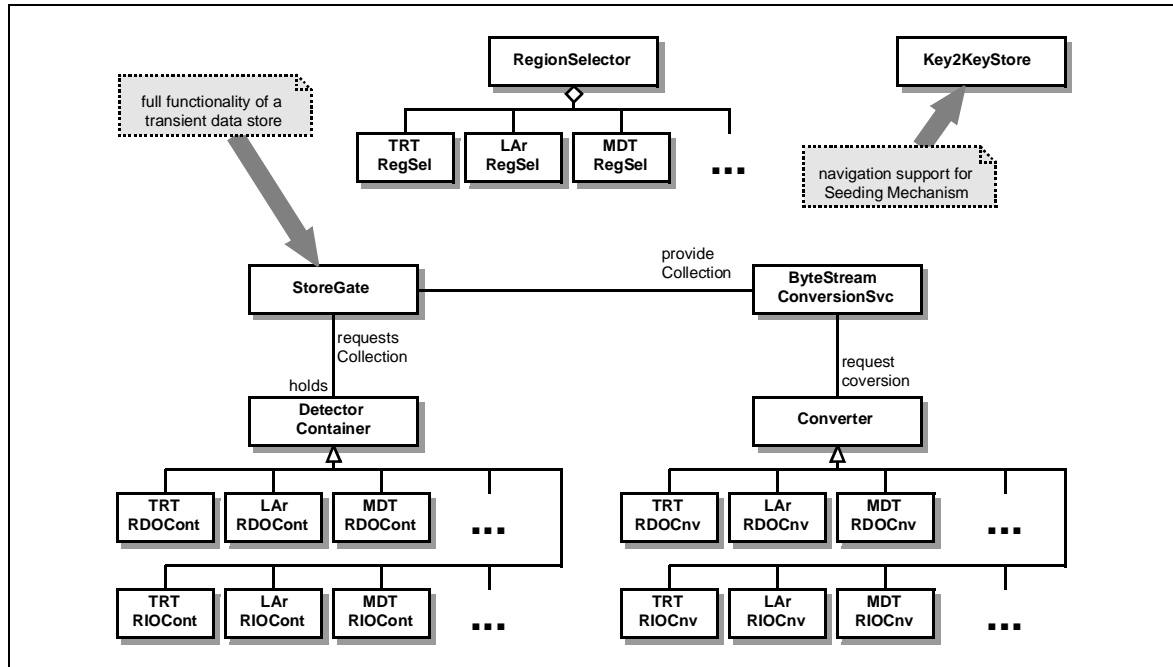 RegionSelector
Key2KeyStore
full functionality of a
transient data store
TRT
RegSel
LAr
RegSel
MDT
RegSel
...
navigation support for
Seeding Mechanism
provide
Collection
StoreGate
ByteStream
ConversionSvc
requests
Collection
request
coversion
holds
Detector
Container
Converter
TRT
RDOCont
LAr
RDOCont
MDT
RDOCont
...
TRT
RDOCnv
LAr
RDOCnv
MDT
RDOCnv
...
TRT
RIOCont
LAr
RIOCont
MDT
RIOCont
...
TRT
RIOCnv
LAr
RIOCnv
MDT
RIOCnv
...